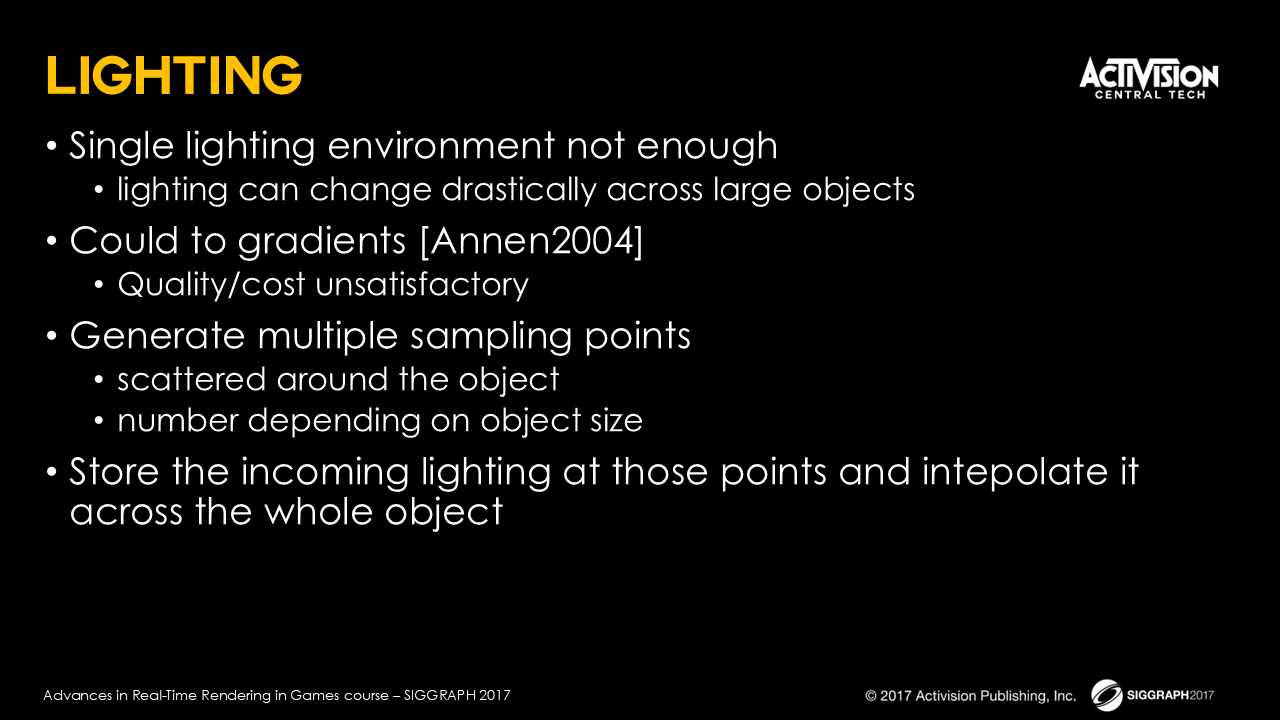 LIGHTING
ACTIVISION
CENTRAL TECH
• Single lighting environment not enough
• lighting can change drastically across large objects
• Could to gradients [Annen2004]
• Quality/cost unsatisfactory
• Generate multiple sampling points
• scattered around the object
• number depending on object size
• Store the incoming lighting at those points and intepolate it
across the whole object
Advances in Real-Time Rendering in Games course – SIGGRAPH 2017
© 2017 Activision Publishing, Inc.
SIGGRAPH2017